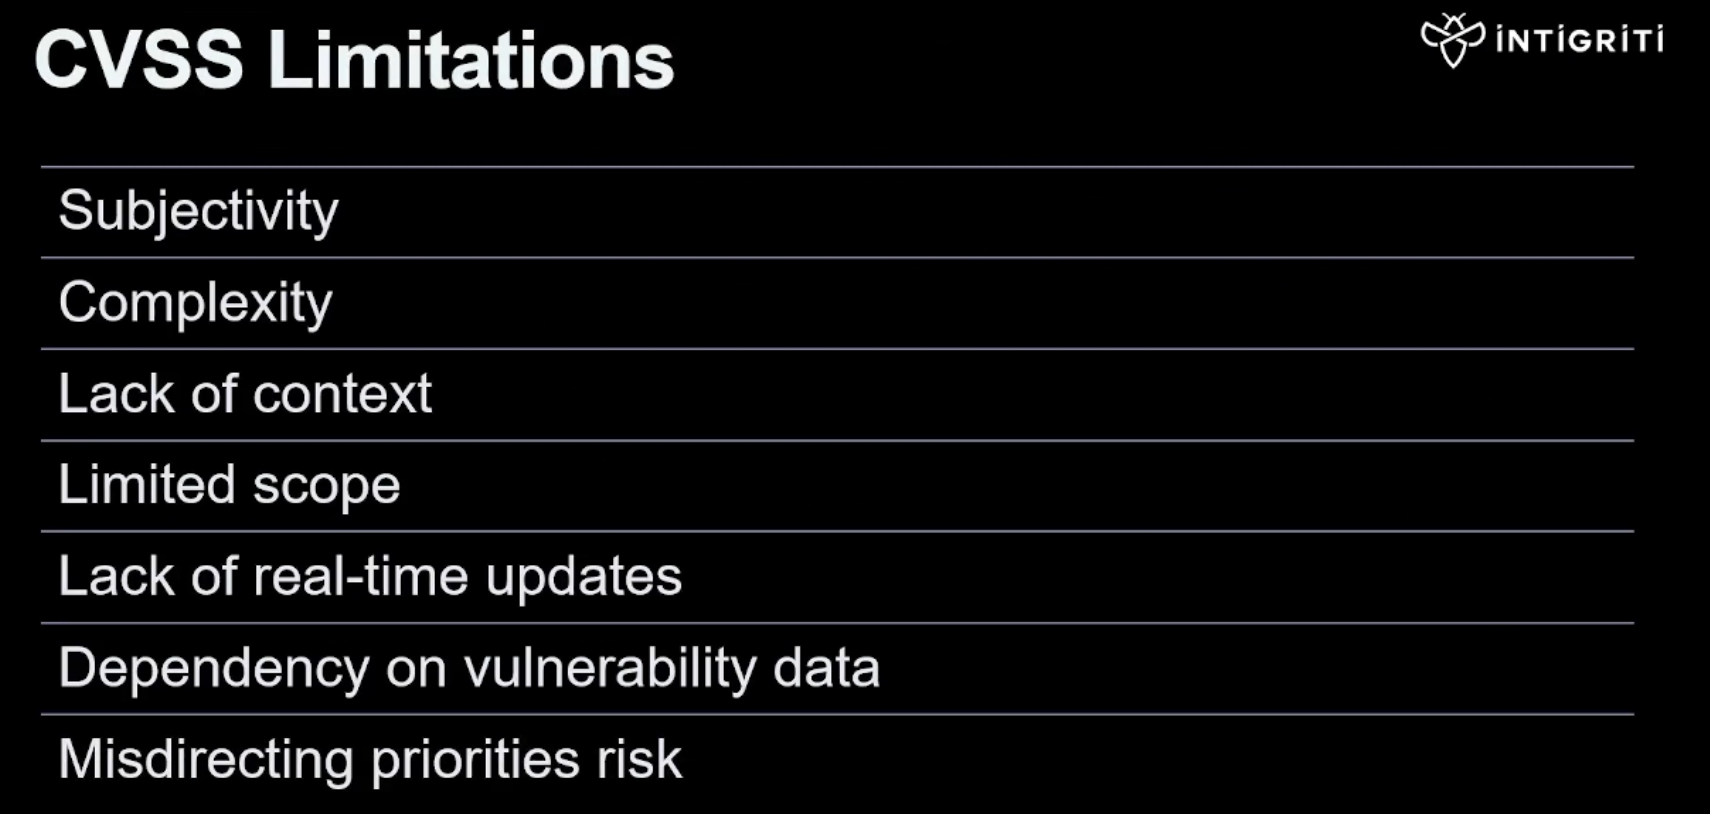 CVSS Limitations
iNTiGRiTi
Subjectivity
Complexity
Lack of context
Limited scope
Lack of real-time updates
Dependency on vulnerability data
Misdirecting priorities risk